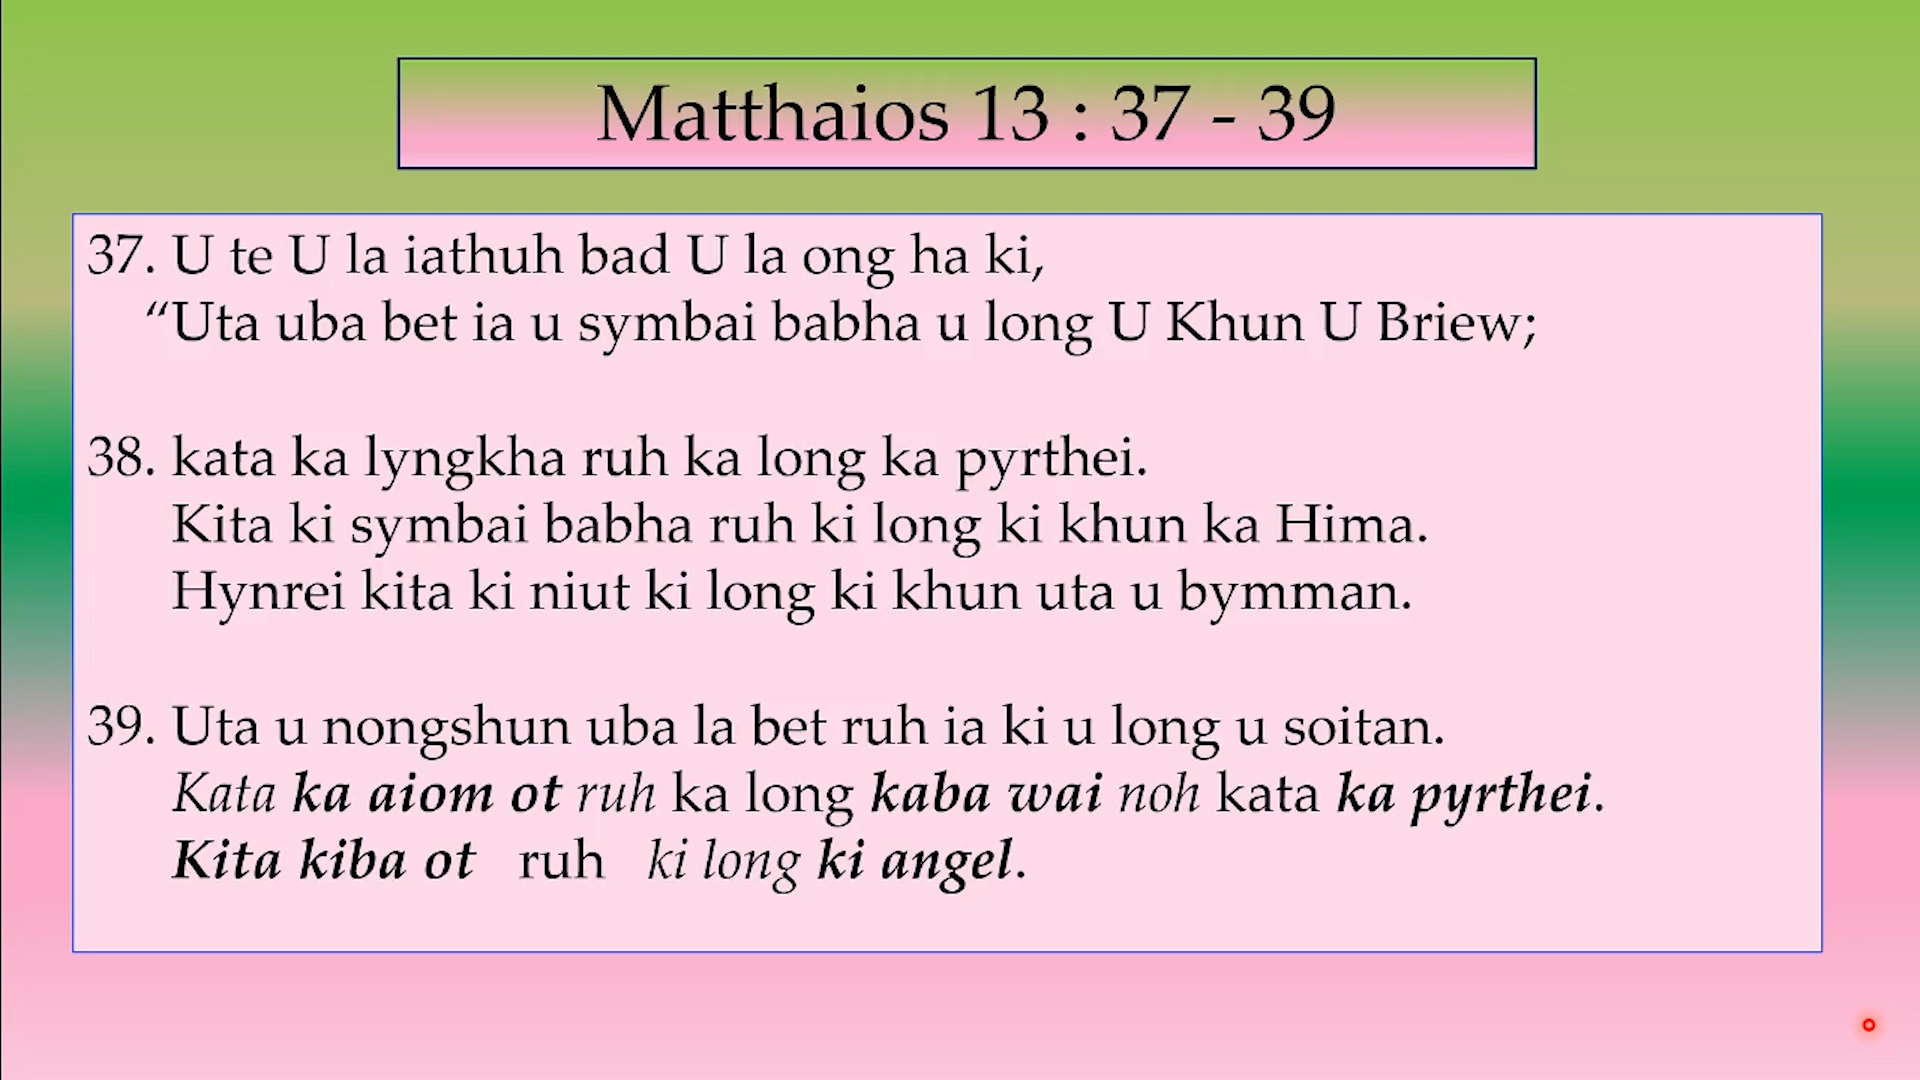 Matthaios 13 : 37 - 39
37. U te U la iathuh bad U la ong ha ki,
“Uta uba bet ia u symbai babha u long U Khun U Briew;
38. kata ka lyngkha ruh ka long ka pyrthei.
Kita ki symbai babha ruh ki long ki khun ka Hima.
Hynrei kita ki niut ki long ki khun uta u bymman.
39. Uta u nongshun uba la bet ruh ia ki u long u soitan.
Kata ka aiom ot ruh ka long kaba wai noh kata ka pyrthei.
Kita kiba ot ruh ki long ki angel.